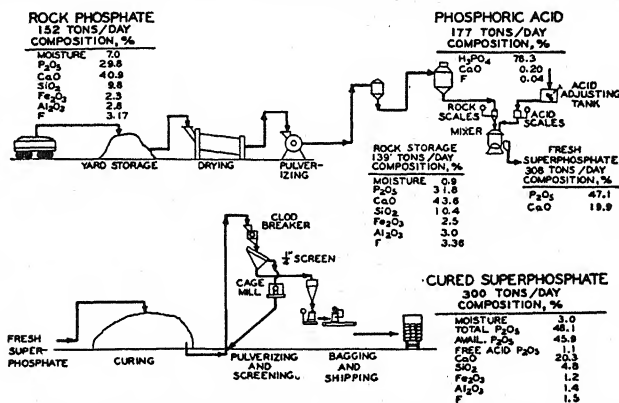 ROCK PHOSPHATE
152 TONS/DAY
COMPOSITION, %
MOISTURE 7.0
P2O5 29.8
CaO 40.9
SiO2 9.8
Fe2O3 2.3
Al2O3 2.8
F 3.17
YARD STORAGE
DRYING
PULVER-
IZING
PHOSPHORIC ACID
177 TONS/DAY
COMPOSITION, %
H3PO4 78.3
CaO 0.20
F 0.04
ACID
ADJUSTING
TANK
ROCK
SCALES
ACID
SCALES
MIXER
ROCK STORAGE
139 TONS/DAY
COMPOSITION, %
MOISTURE 0.9
P2O5 31.8
CaO 43.6
SiO2 10.4
Fe2O3 2.5
Al2O3 3.0
F 3.36
FRESH
SUPERPHOSPHATE
308 TONS/DAY
COMPOSITION, %
P2O5 47.1
CaO 19.9
CLOD
BREAKER
1/4" SCREEN
CAGE
MILL
FRESH
SUPER-
PHOSPHATE
CURING
PULVERIZING
AND
SCREENING
BAGGING
AND
SHIPPING
CURED SUPERPHOSPHATE
300 TONS/DAY
COMPOSITION, %
MOISTURE 3.0
TOTAL P2O5 48.1
AVAIL. P2O5 45.9
FREE ACID P2O5 1.1
CaO 20.3
SiO2 4.8
Fe2O3 1.2
Al2O3 1.4
F 1.5